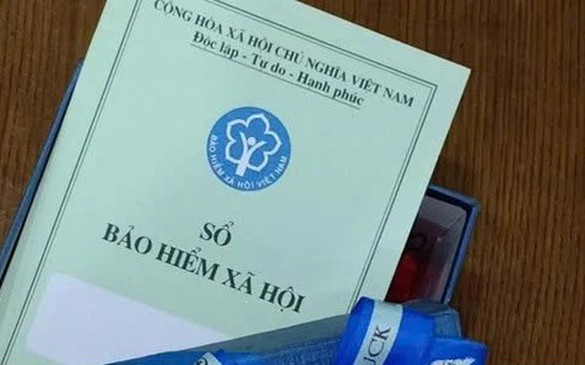 CỘNG HÒA XÃ HỘI CHỦ NGHĨA VIỆT NAM
Độc lập - Tự do - Hạnh phúc
BẢO HIỂM XÃ HỘI VIỆT NAM
SỔ
BẢO HIỂM XÃ HỘI